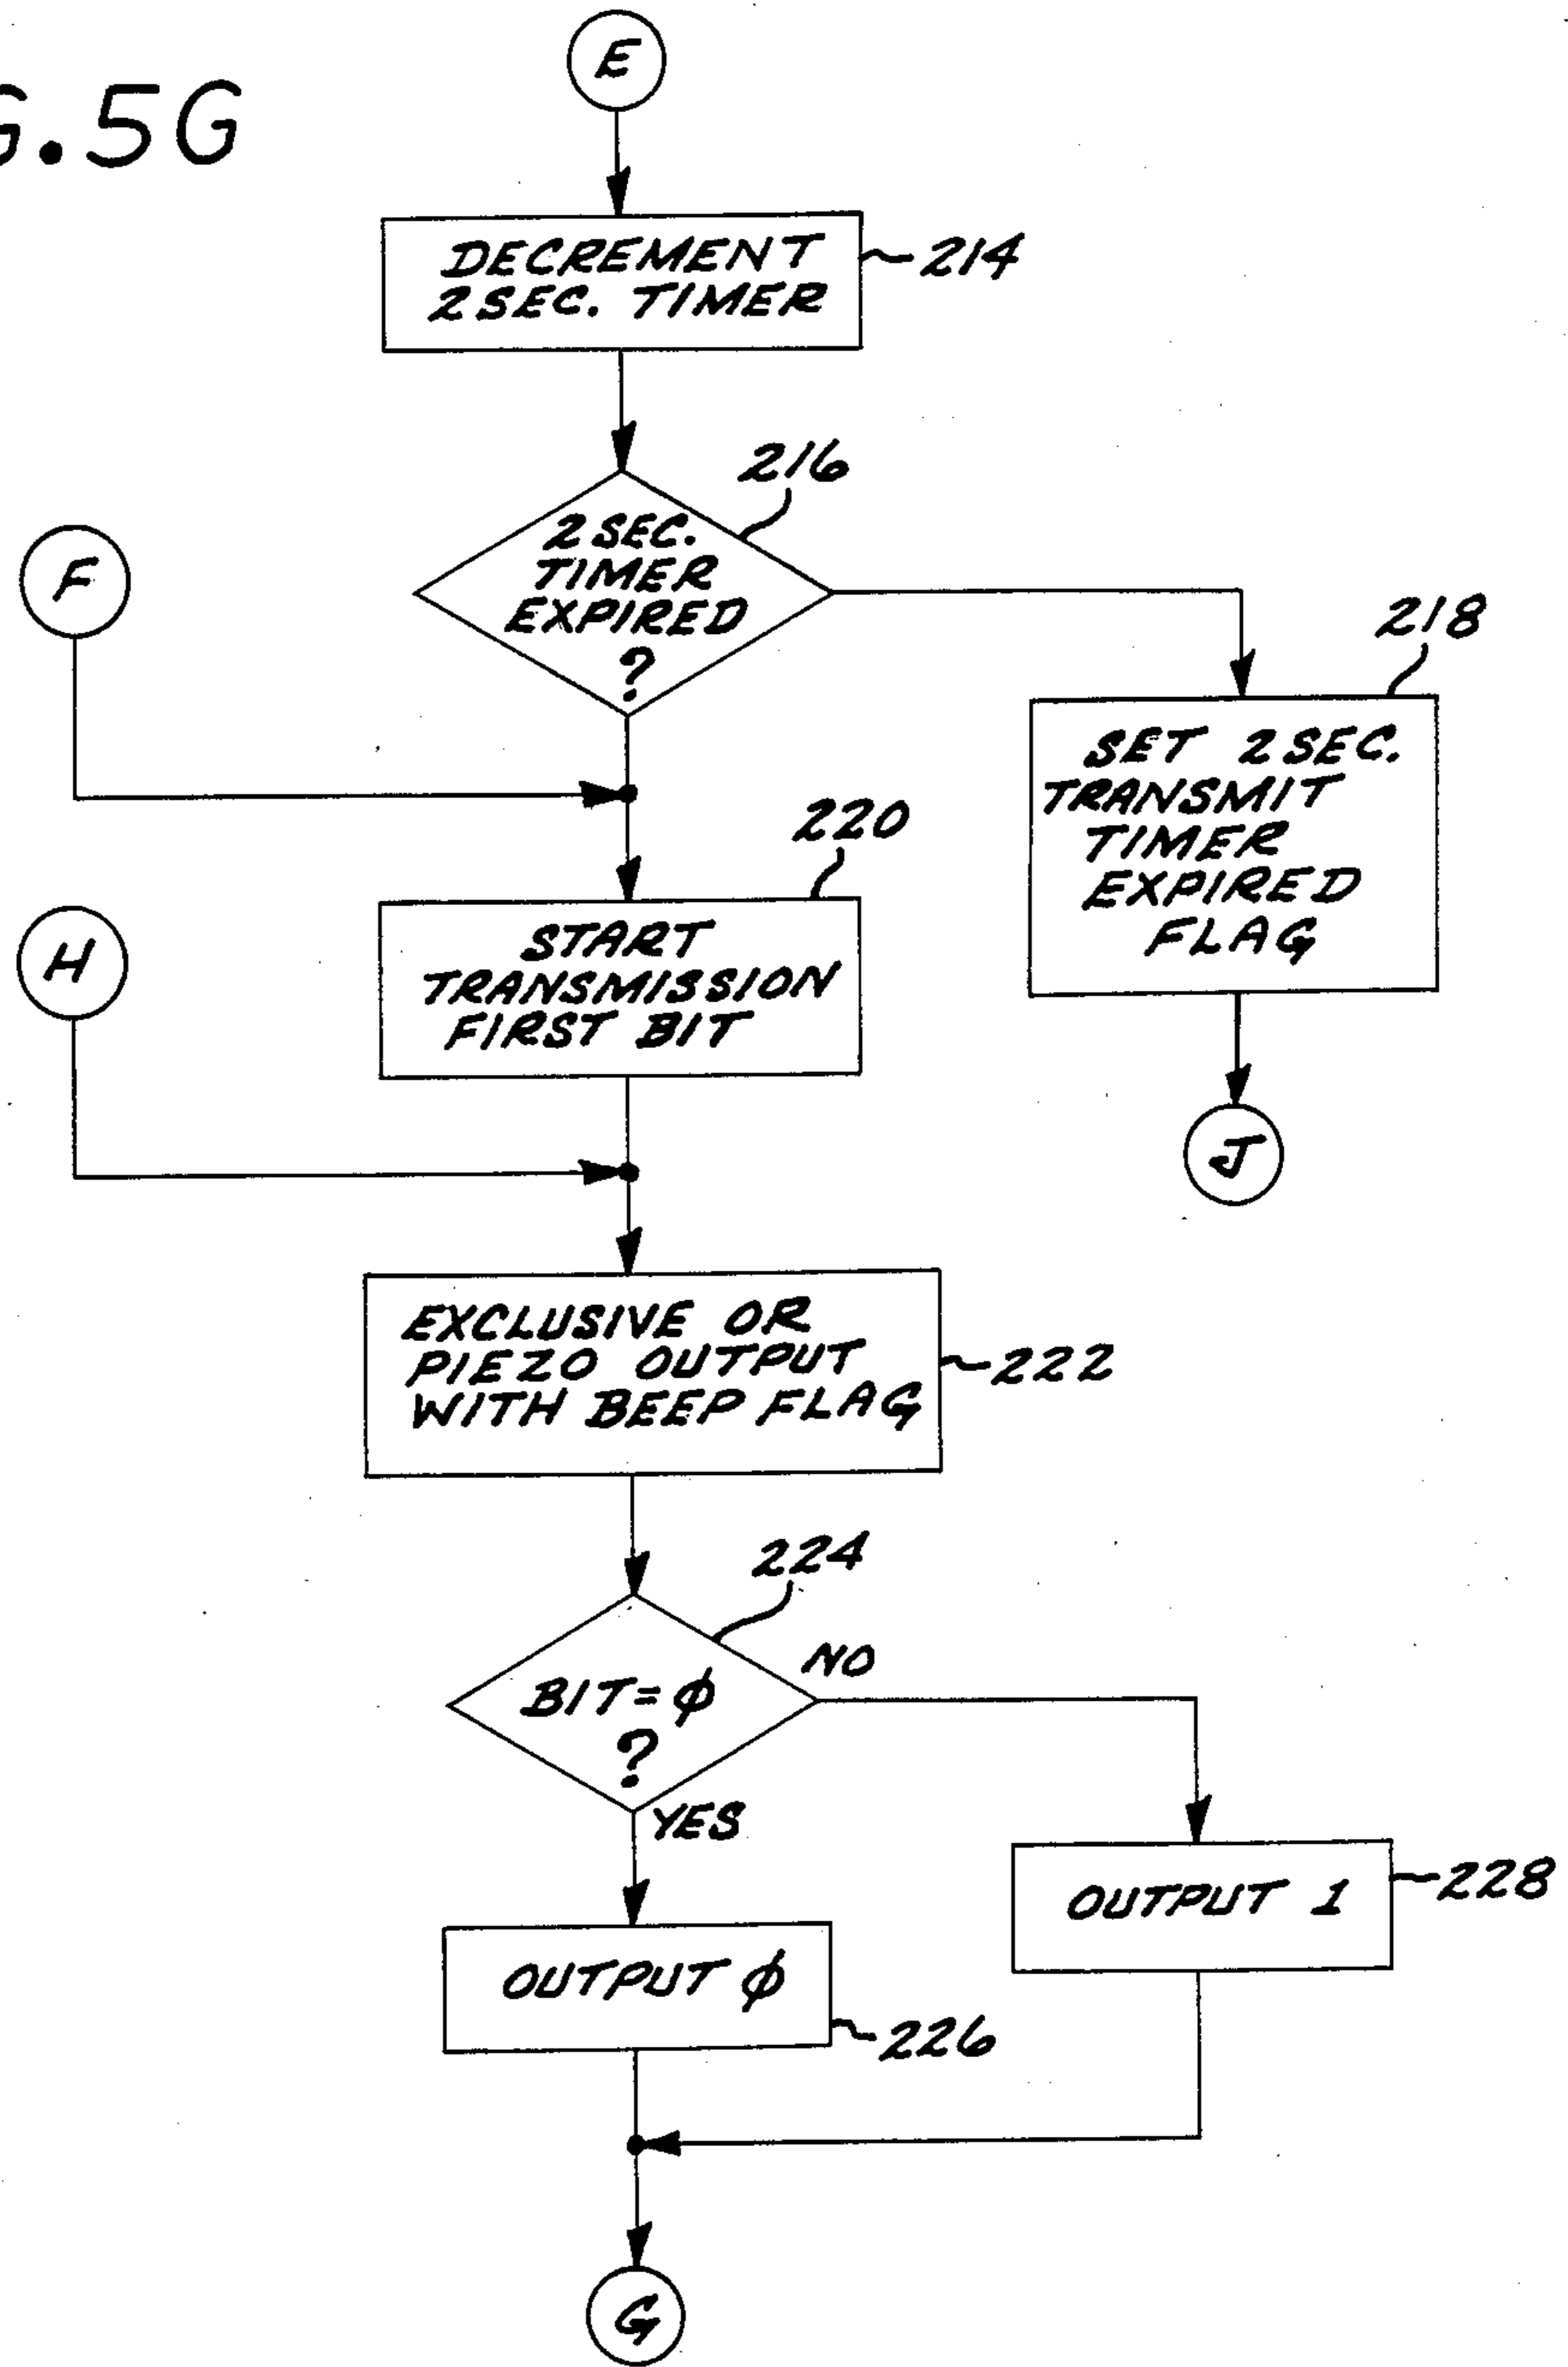 G.5G
E
DECREMENT
2 SEC. TIMER
214
216
2 SEC.
TIMER
EXPIRED
?
F
218
SET 2 SEC.
TRANSMIT
TIMER
EXPIRED
FLAG
220
START
TRANSMISSION
FIRST BIT
H
J
EXCLUSIVE OR
PIEZO OUTPUT
WITH BEEP FLAG
222
224
BIT=ϕ
?
NO
YES
OUTPUT 1
228
OUTPUT ϕ
226
G